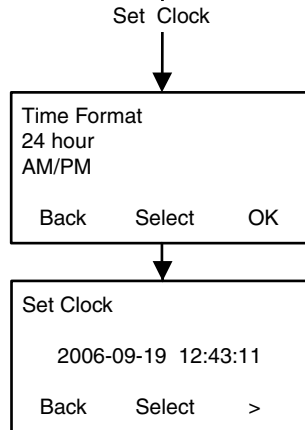 Set Clock
Time Format
24 hour
AM/PM
Back Select OK
Set Clock
2006-09-19 12:43:11
Back Select >